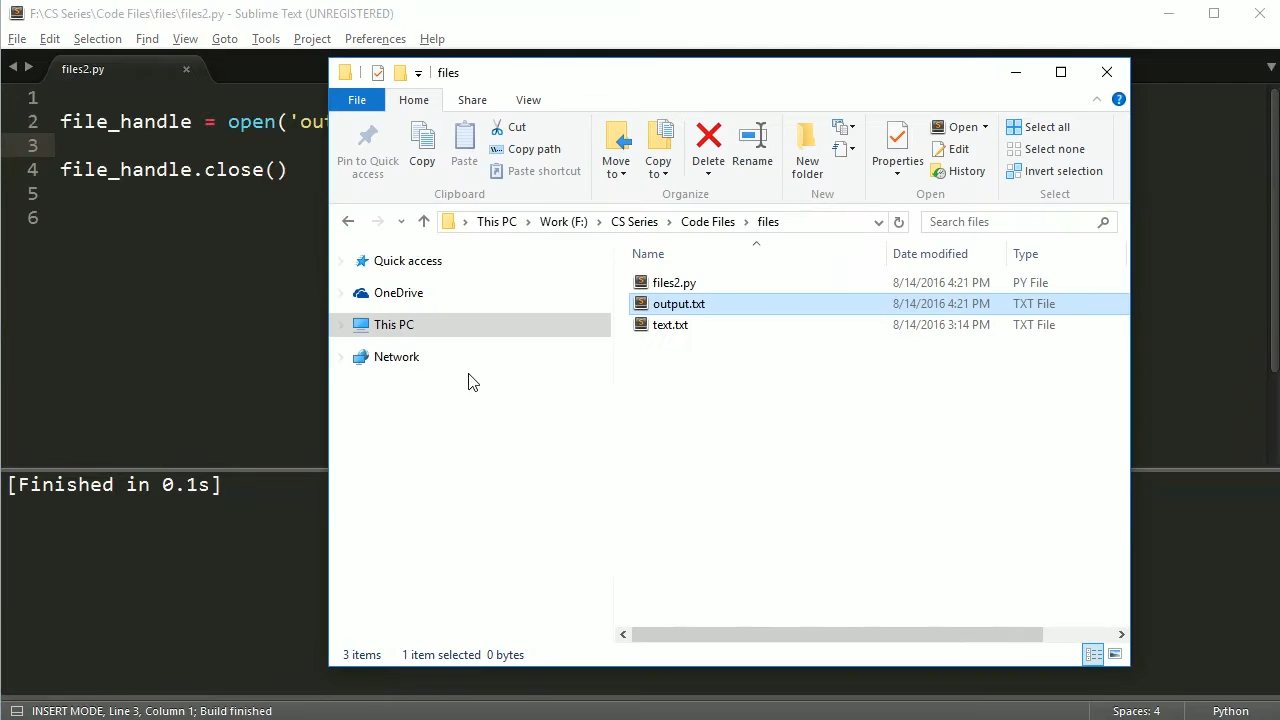 F:\CS Series\Code Files\files\files2.py - Sublime Text (UNREGISTERED)
File Edit Selection Find View Goto Tools Project Preferences Help
files2.py
1
2 file_handle = open('out
3
4 file_handle.close()
5
6
[Finished in 0.1s]
INSERT MODE, Line 3, Column 1; Build finished
Spaces: 4
Python
files
File Home Share View
Pin to Quick access
Copy
Paste
Cut
Copy path
Paste shortcut
Clipboard
Move to
Copy to
Delete
Rename
Organize
New folder
New
Properties
Open
Edit
History
Open
Select all
Select none
Invert selection
Select
This PC > Work (F:) > CS Series > Code Files > files
Search files
Quick access
OneDrive
This PC
Network
Name Date modified Type
files2.py 8/14/2016 4:21 PM PY File
output.txt 8/14/2016 4:21 PM TXT File
text.txt 8/14/2016 3:14 PM TXT File
3 items 1 item selected 0 bytes